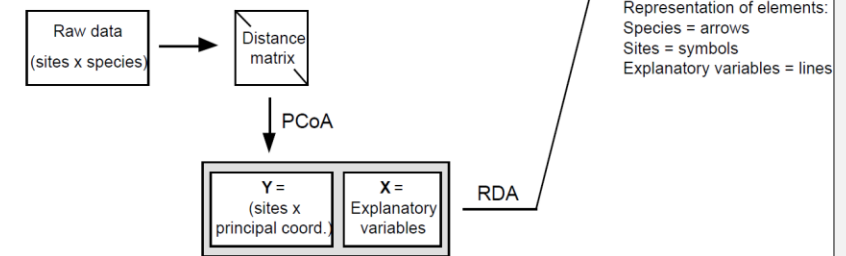 Raw data
(sites x species)
Distance
matrix
PCoA
Y =
(sites x
principal coord.)
X =
Explanatory
variables
RDA
Representation of elements:
Species = arrows
Sites = symbols
Explanatory variables = lines